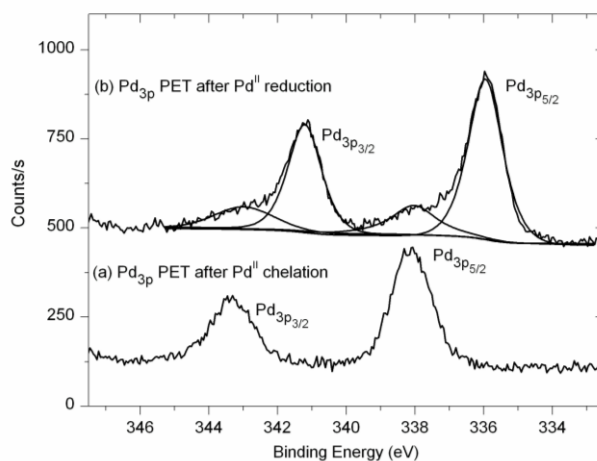 1000
750
500
250
0
Counts/s
(b) Pd3p PET after PdII reduction
Pd3p5/2
Pd3p3/2
(a) Pd3p PET after PdII chelation
Pd3p5/2
Pd3p3/2
346 344 342 340 338 336 334
Binding Energy (eV)